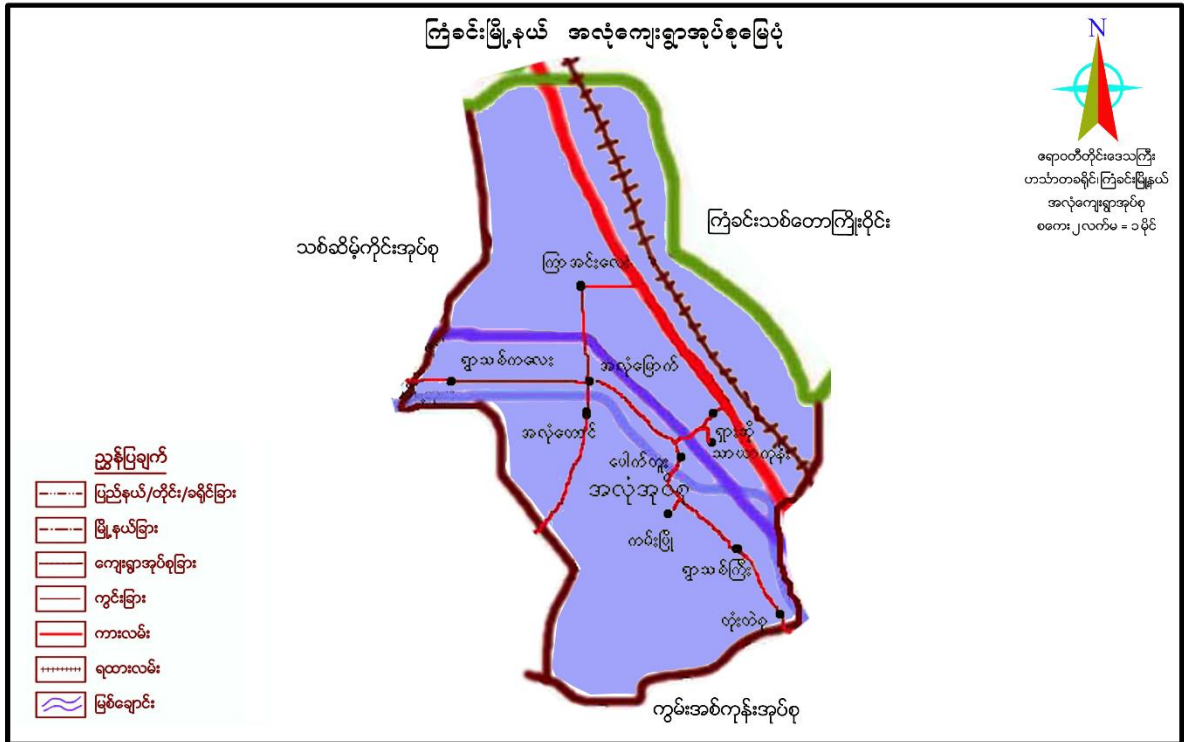 ကြံခင်းမြို့နယ် အလုံကျေးရွာအုပ်စုမြေပုံ
N
ဧရာဝတီတိုင်းဒေသကြီး
ဟင်္သာတခရိုင်၊ကြံခင်းမြို့နယ်
အလုံကျေးရွာအုပ်စု
စကေး ၂ လက်မ = ၁ မိုင်
ကြံခင်းသစ်တောကြိုးဝိုင်း
သစ်ဆိမ့်ကိုင်းအုပ်စု
ကြာအင်းလေး
ရွာသစ်ကလေး
အလုံမြောက်
အလုံတောင်
ရှားဆို
သာယာကုန်း
ပေါက်တူး
အလုံအုပ်စု
ကမ်းပြို
ရွာသစ်ကြီး
တုံးတဲစု
ကွမ်းအစ်ကုန်းအုပ်စု
ညွှန်ပြချက်
ပြည်နယ်/တိုင်း/ခရိုင်ခြား
မြို့နယ်ခြား
ကျေးရွာအုပ်စုခြား
ကွင်းခြား
ကားလမ်း
ရထားလမ်း
မြစ်ချောင်း